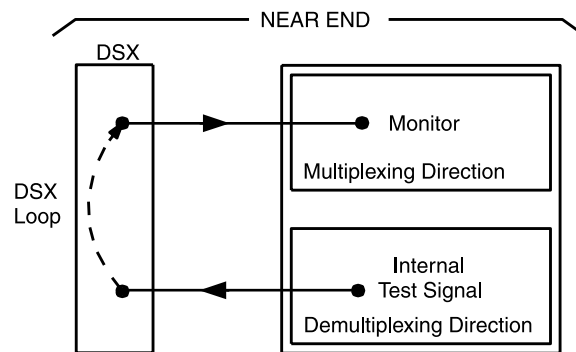 NEAR END
DSX
Monitor
Multiplexing Direction
DSX
Loop
Internal
Test Signal
Demultiplexing Direction